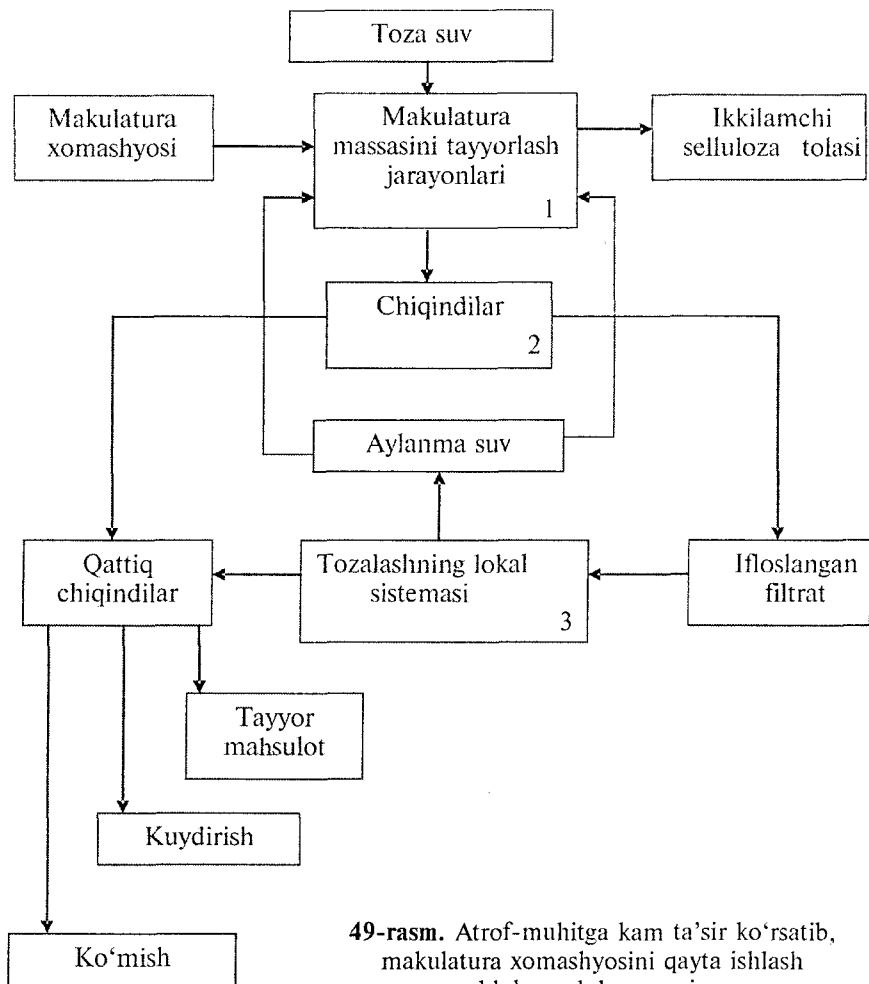 Toza suv
Makulatura
xomashyosi
Makulatura
massasini tayyorlash
jarayonlari
1
Ikkilamchi
selluloza tolasi
Chiqindilar
2
Aylanma suv
Qattiq
chiqindilar
Tozalashning lokal
sistemasi
3
Ifloslangan
filtrat
Tayyor
mahsulot
Kuydirish
Ko‘mish
49-rasm. Atrof-muhitga kam ta'sir ko‘rsatib,
makulatura xomashyosini qayta ishlash